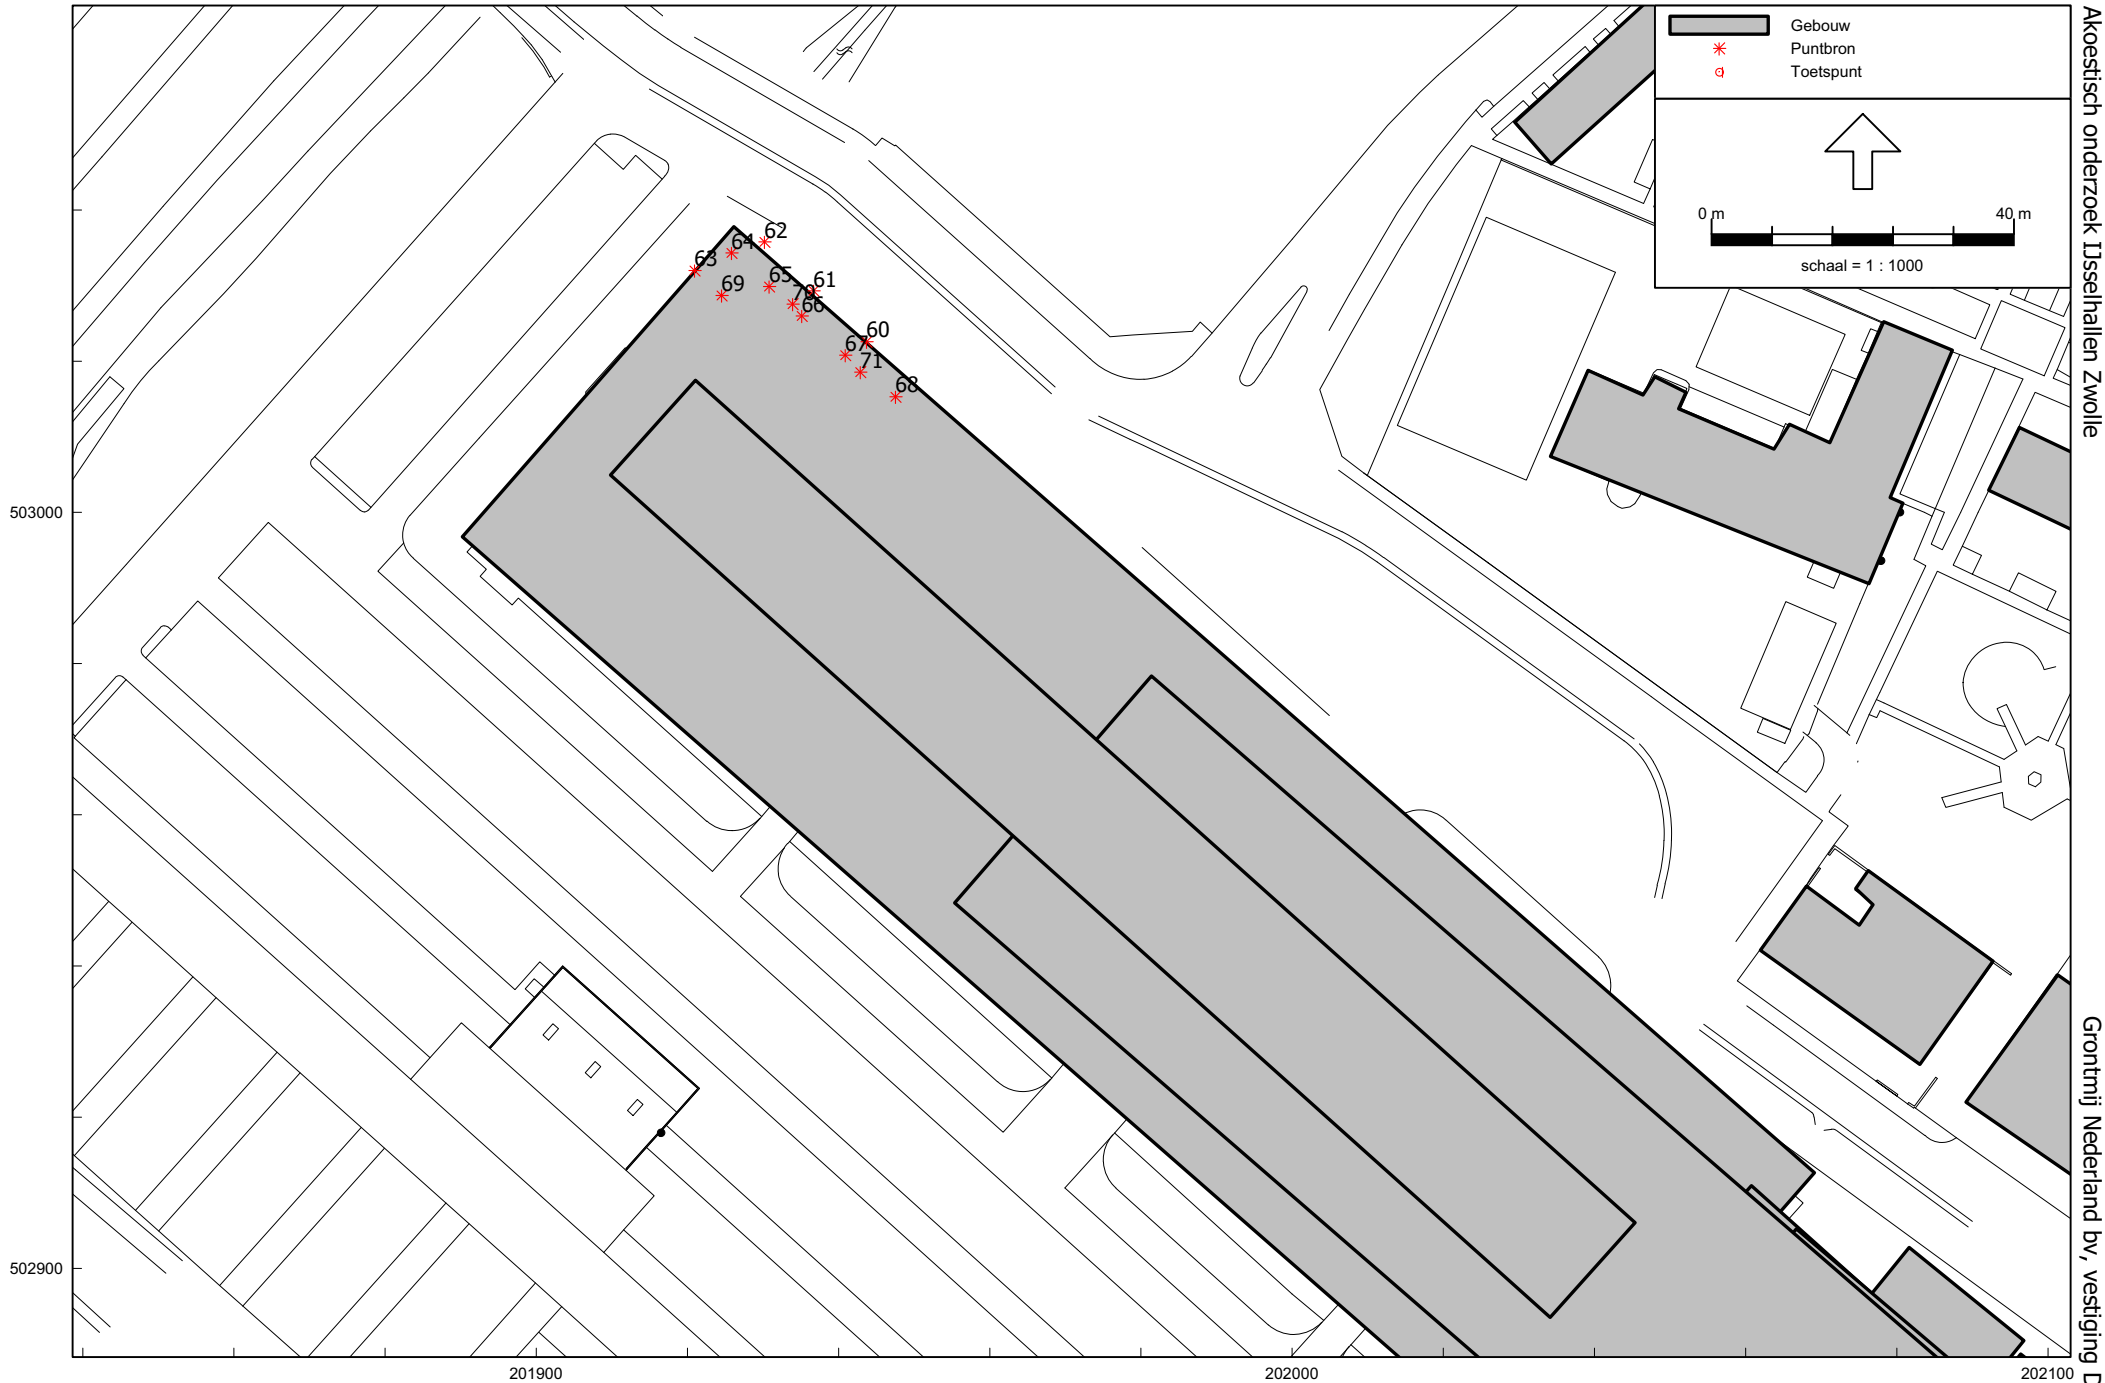 Gebouw
Puntbron
Toetspunt
0 m 40 m
schaal = 1 : 1000
Akoestisch onderzoek IJsselhallen Zwolle
62
64
63
65
61
69
66
60
67
71
68
503000
502900
201900 202000 202100
Grontmij Nederland bv, vestiging D